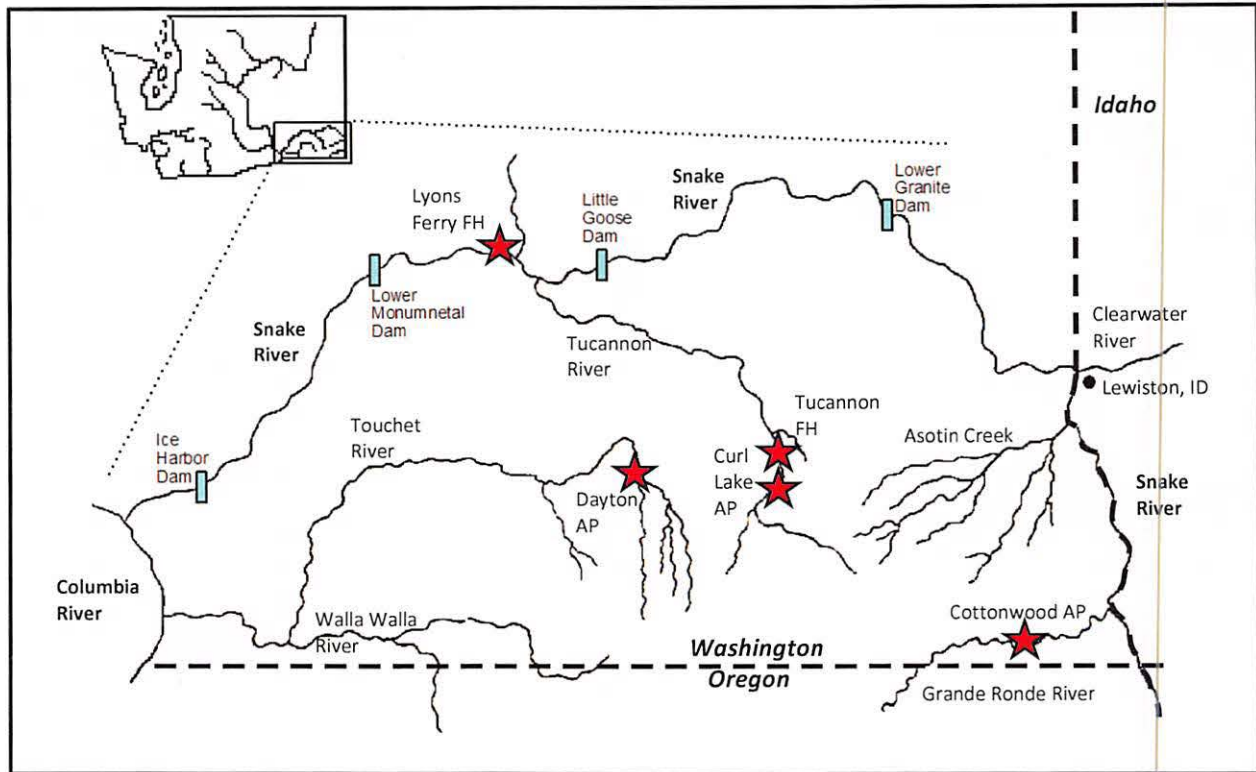 Idaho
Lyons
Ferry FH
Little
Goose
Dam
Snake
River
Lower
Granite
Dam
Lower
Monumnetal
Dam
Snake
River
Tucannon
River
Clearwater
River
Lewiston, ID
Ice
Harbor
Dam
Touchet
River
Dayton
AP
Tucannon
FH
Curl
Lake
AP
Asotin Creek
Snake
River
Columbia
River
Walla Walla
River
Cottonwood AP
Washington
Oregon
Grande Ronde River